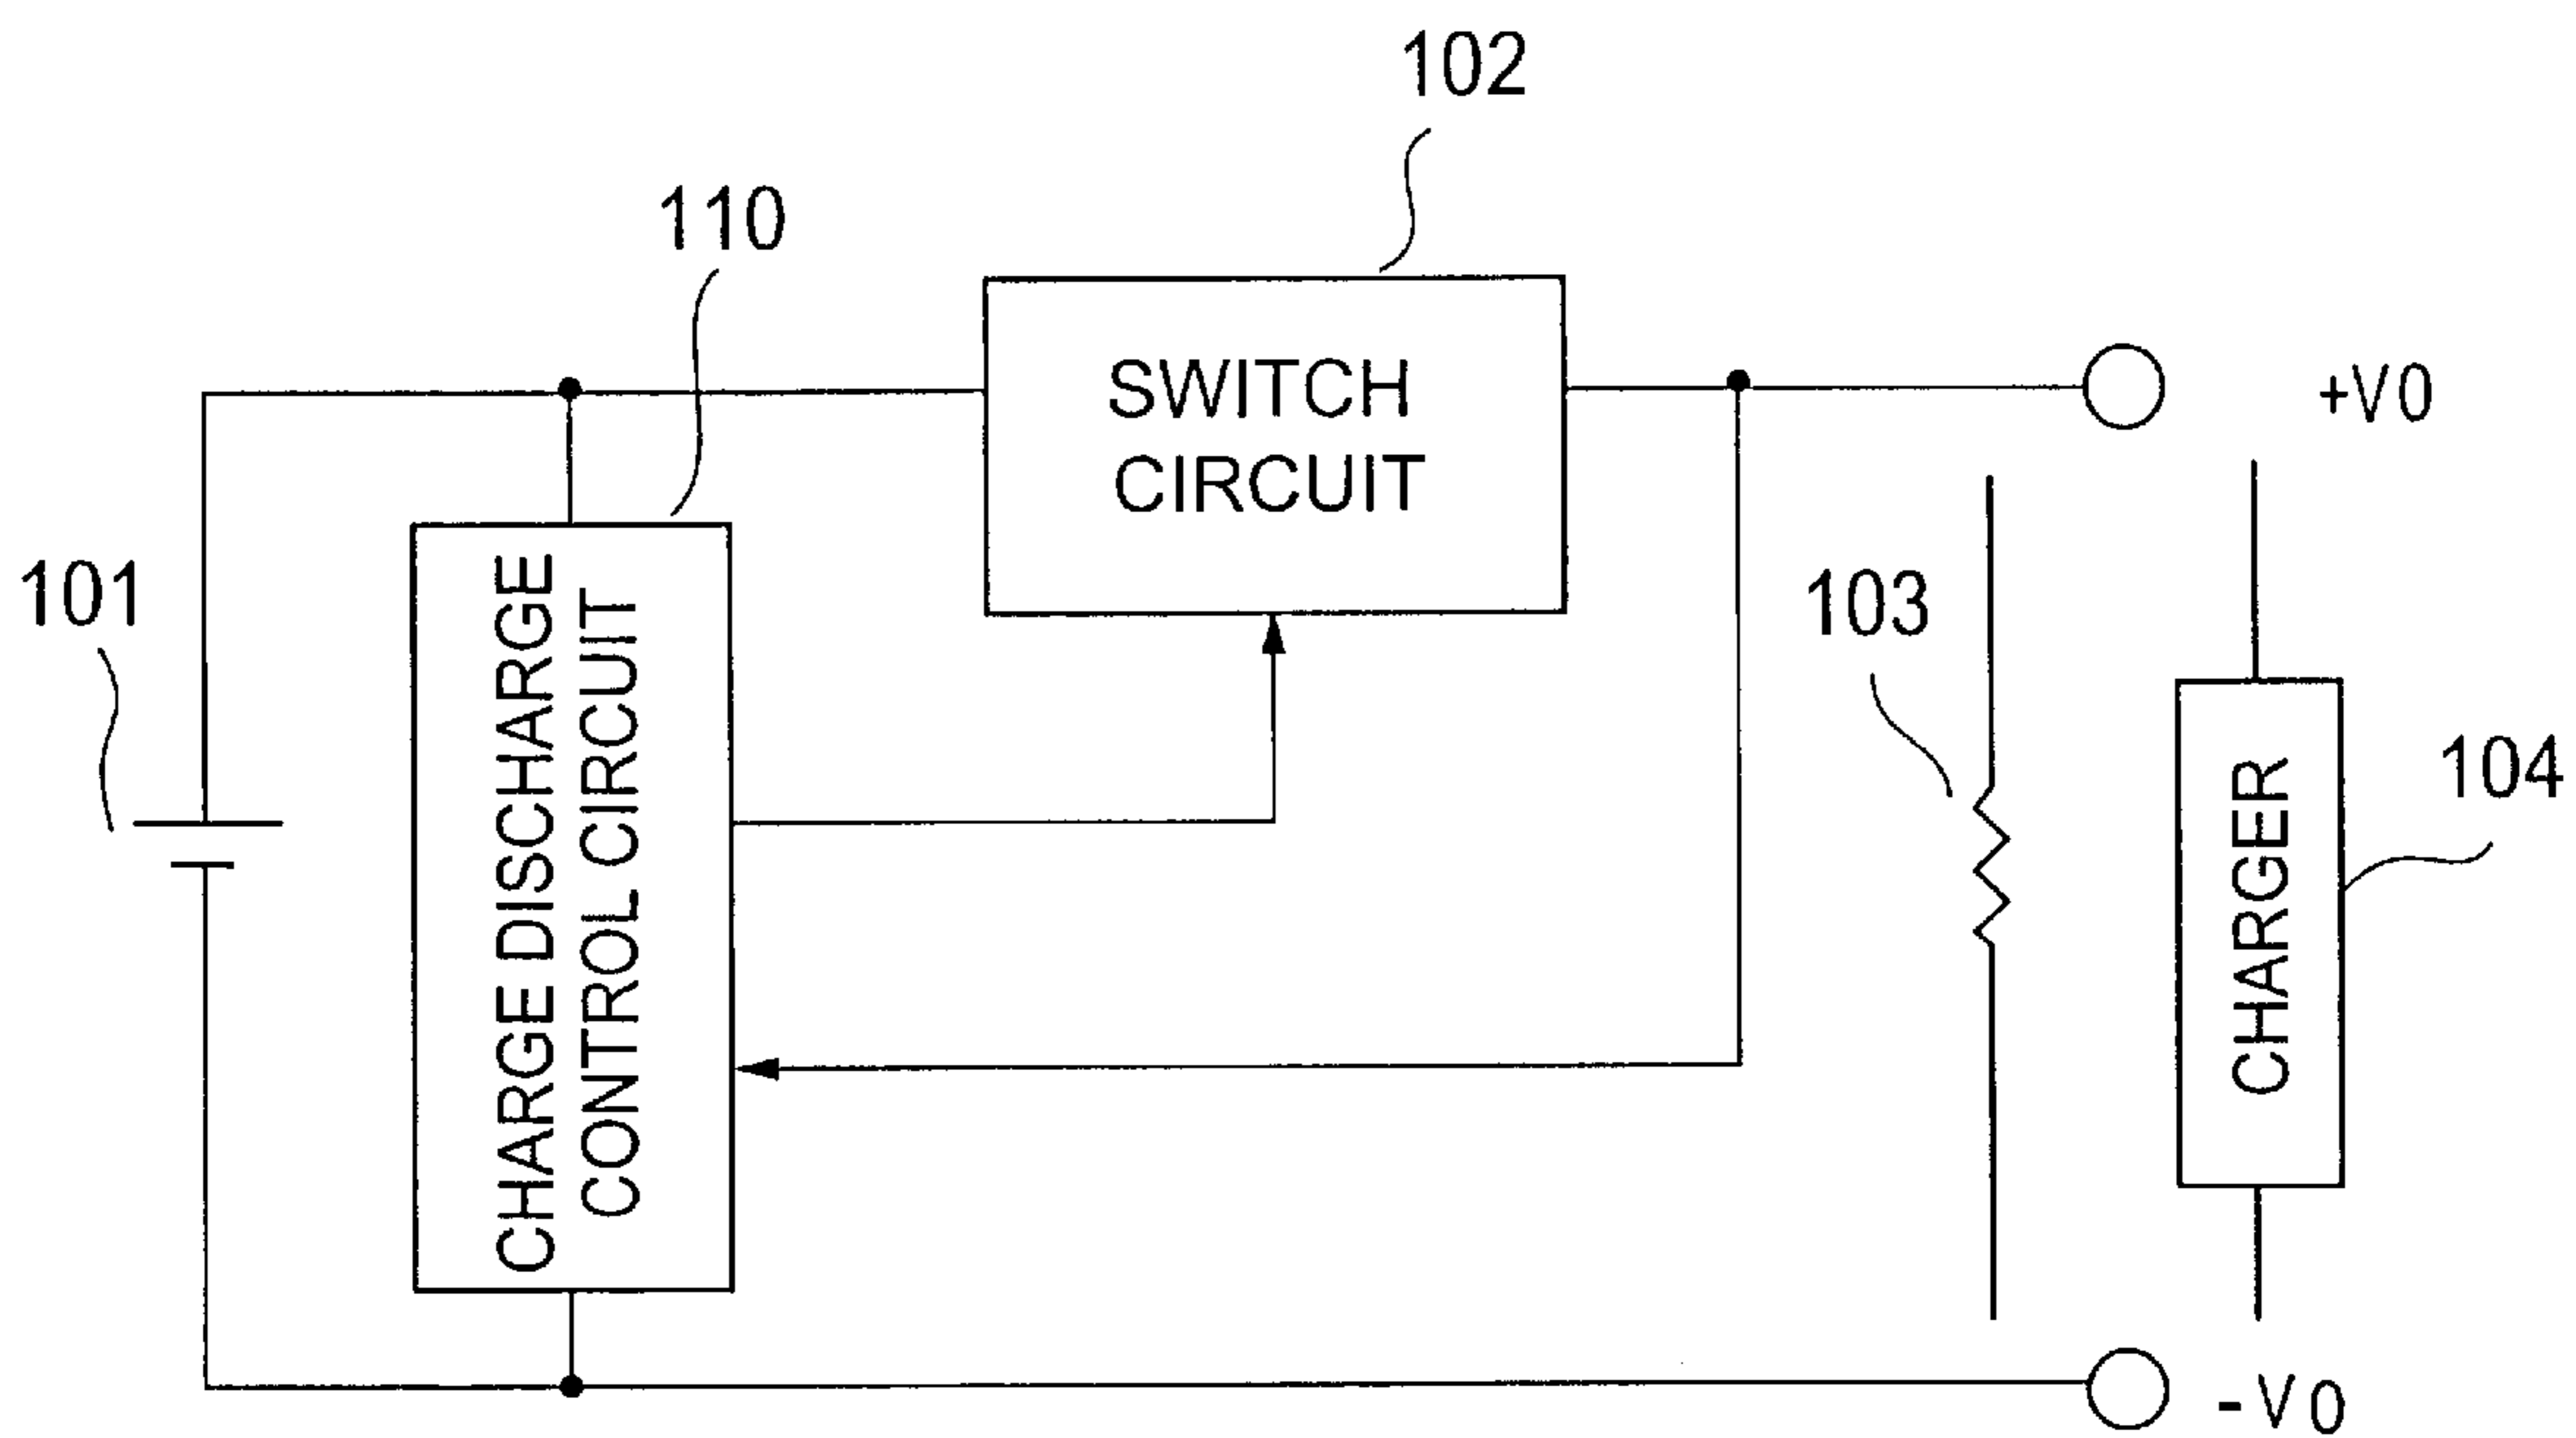 102
110
SWITCH
CIRCUIT
+V0
101
CHARGE DISCHARGE
CONTROL CIRCUIT
103
CHARGER
104
-V0